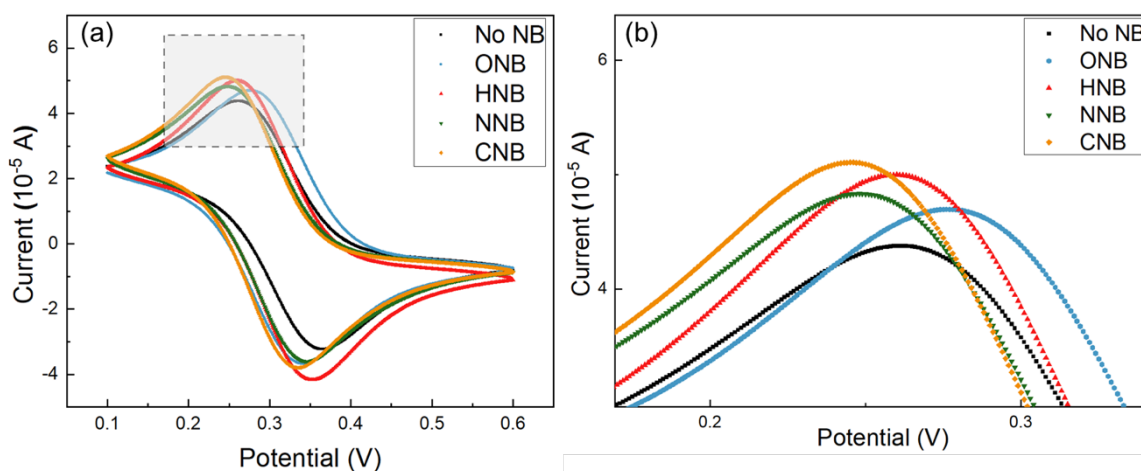 (a)
No NB
ONB
HNB
NNB
CNB
6
4
2
0
-2
-4
Current (10⁻⁵ A)
0.1 0.2 0.3 0.4 0.5 0.6
Potential (V)
(b)
No NB
ONB
HNB
NNB
CNB
6
4
Current (10⁻⁵ A)
0.2 0.3
Potential (V)